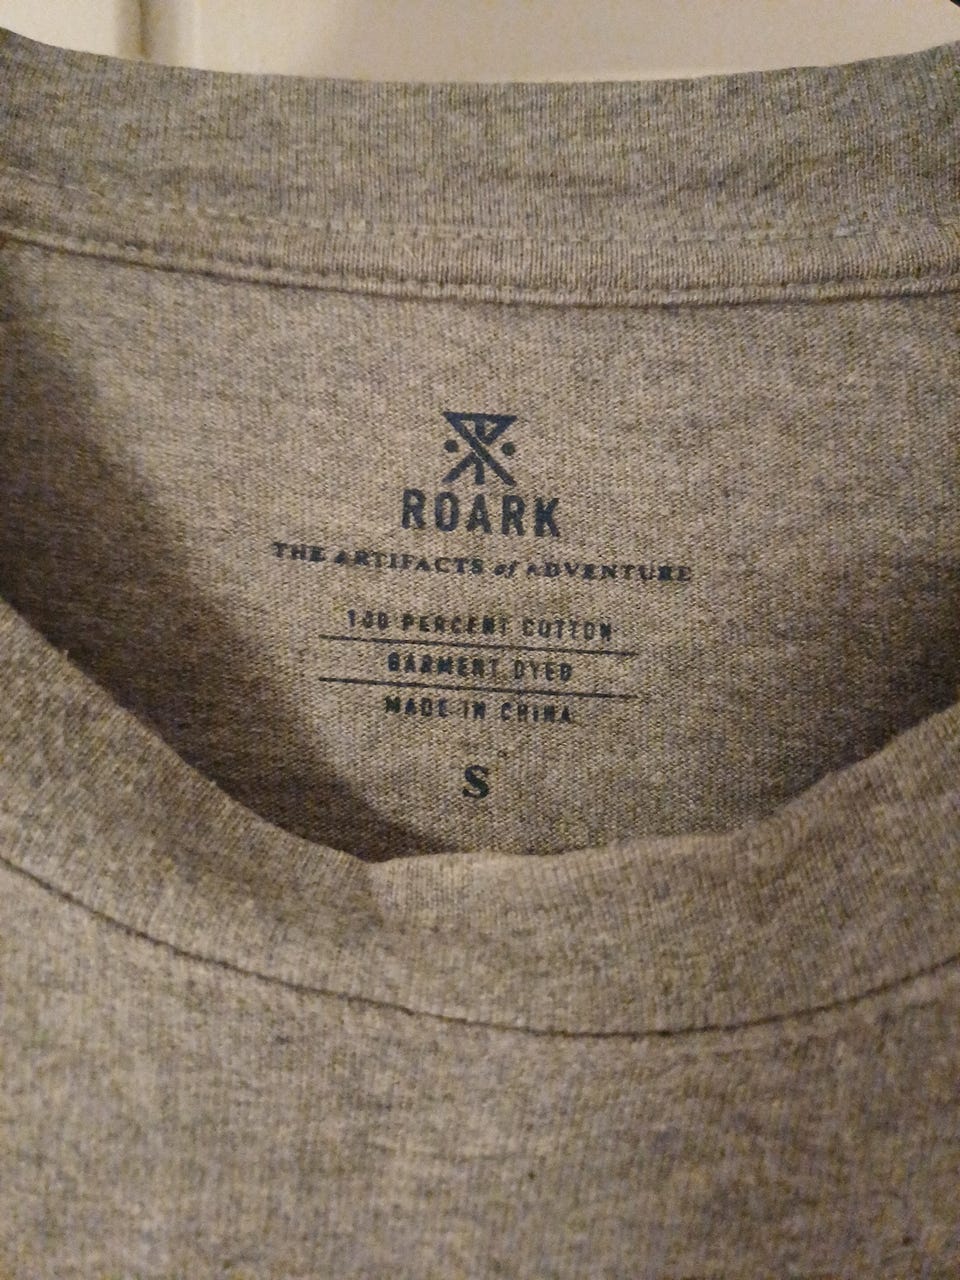 ROARK
THE ARTIFACTS of ADVENTURE
100 PERCENT COTTON
GARMENT DYED
MADE IN CHINA
S